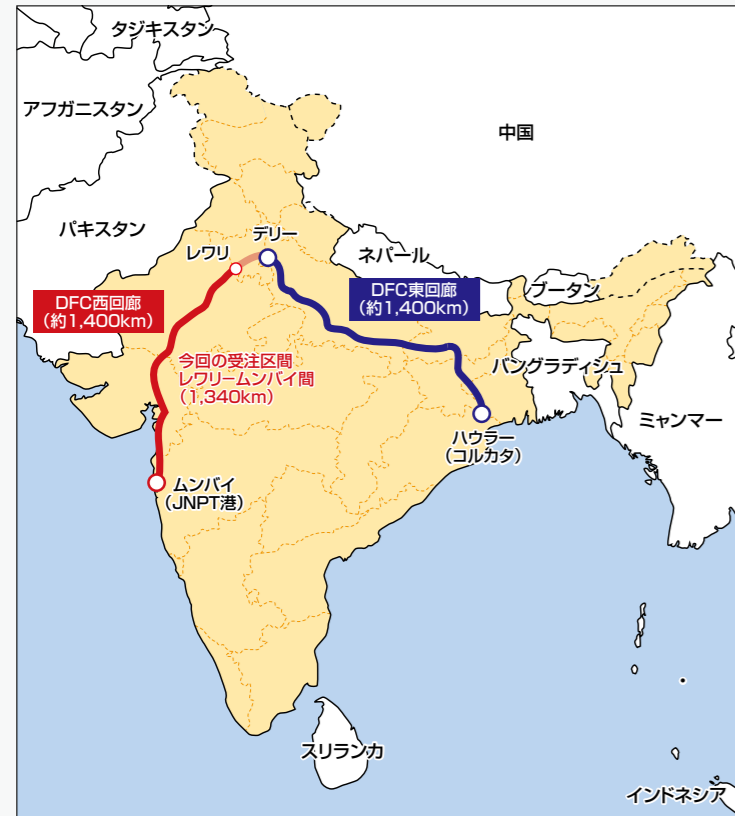 タジキスタン
アフガニスタン
中国
パキスタン
デリー
レワリ
ネパール
ブータン
DFC西回廊
(約1,400km)
DFC東回廊
(約1,400km)
今回の受注区間
レワリームンバイ間
(1,340km)
バングラディシュ
ミャンマー
ハウラー
(コルカタ)
ムンバイ
(JNPT港)
スリランカ
インドネシア